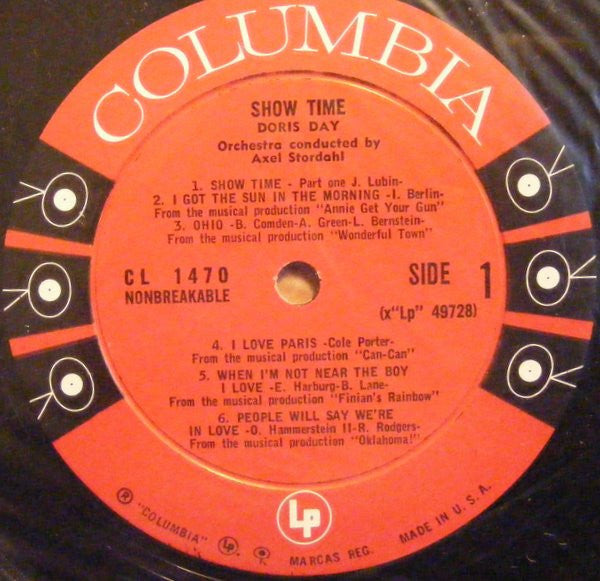 COLUMBIA
SHOW TIME
DORIS DAY
Orchestra conducted by
Axel Stordahl
1. SHOW TIME - Part one J. Lubin-
2. I GOT THE SUN IN THE MORNING -I. Berlin-
From the musical production "Annie Get Your Gun"
3. OHIO -B. Comden-A. Green-L. Bernstein-
From the musical production "Wonderful Town"
CL 1470
NONBREAKABLE
SIDE 1
(x"Lp" 49728)
4. I LOVE PARIS -Cole Porter-
From the musical production "Can-Can"
5. WHEN I'M NOT NEAR THE BOY
I LOVE -E. Harburg-B. Lane-
From the musical production "Finian's Rainbow"
6. PEOPLE WILL SAY WE'RE
IN LOVE -O. Hammerstein II-R. Rodgers-
From the musical production "Oklahoma!"
Lp
® "COLUMBIA" Lp MARCAS REG. MADE IN U.S.A.